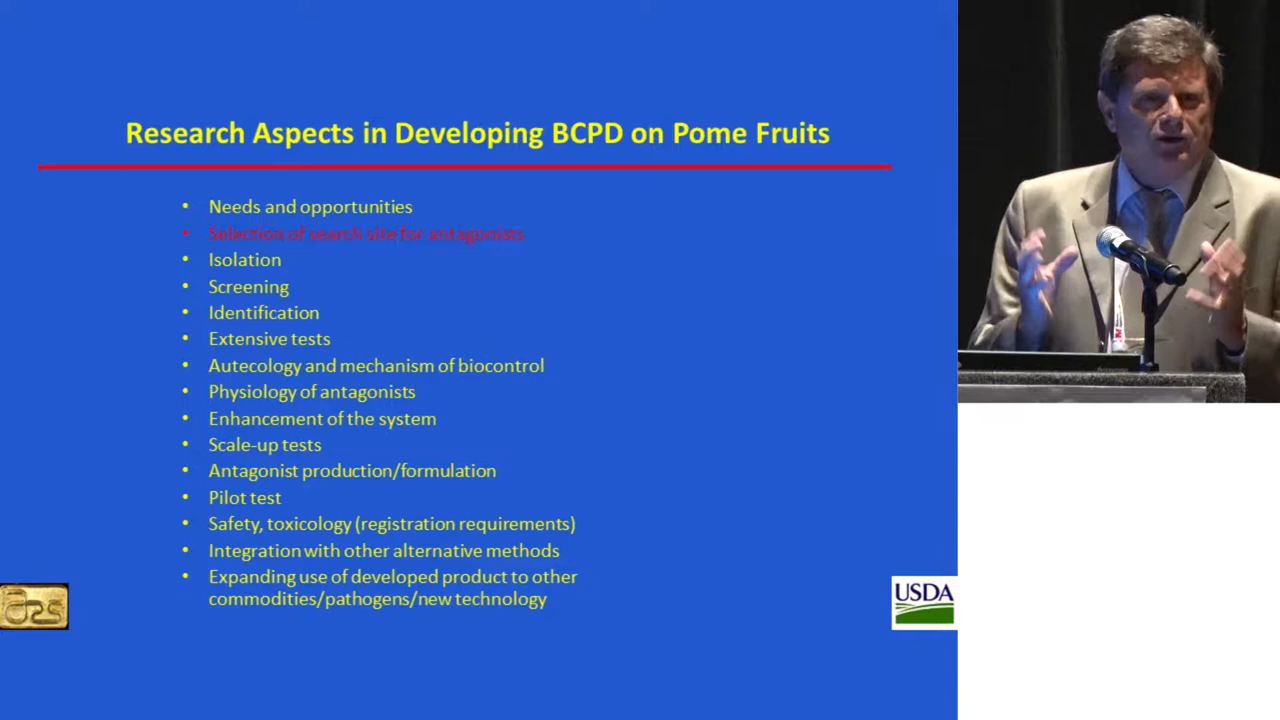 Research Aspects in Developing BCPD on Pome Fruits
• Needs and opportunities
• Selection of search site for antagonists
• Isolation
• Screening
• Identification
• Extensive tests
• Autecology and mechanism of biocontrol
• Physiology of antagonists
• Enhancement of the system
• Scale-up tests
• Antagonist production/formulation
• Pilot test
• Safety, toxicology (registration requirements)
• Integration with other alternative methods
• Expanding use of developed product to other
commodities/pathogens/new technology
ars
USDA